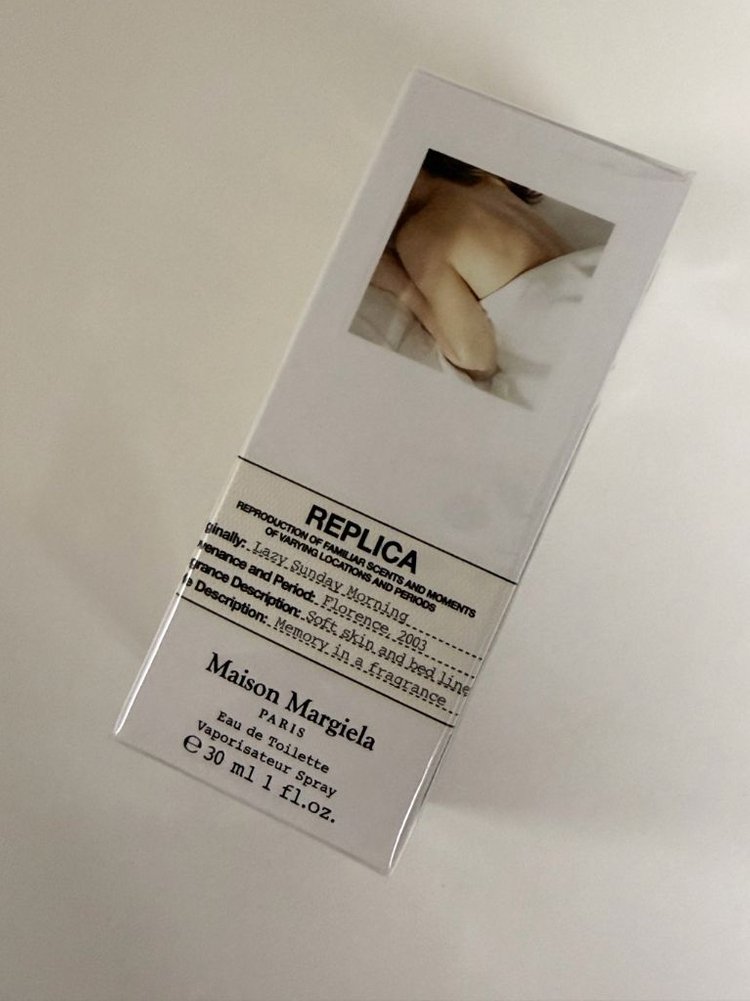 REPLICA
REPRODUCTION OF FAMILIAR SCENTS AND MOMENTS
OF VARYING LOCATIONS AND PERIODS
ginally: Lazy Sunday Morning
venance and Period: Florence, 2003
grance Description: Soft skin and bed line
e Description: Memory in a fragrance
Maison Margiela
PARIS
Eau de Toilette
Vaporisateur Spray
℮ 30 ml 1 fl.oz.